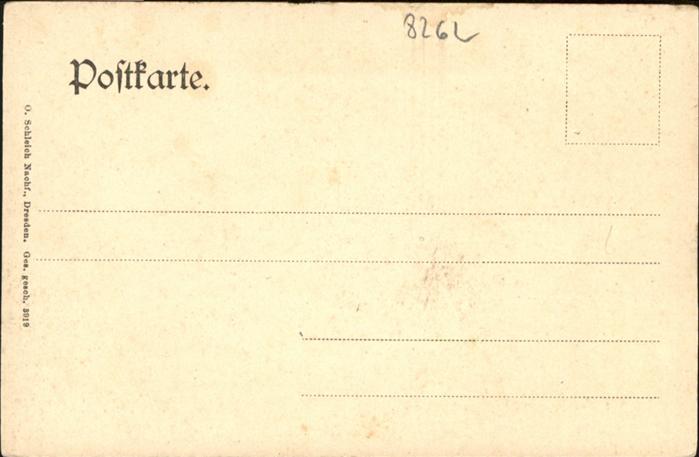 8262
Postkarte.
O. Schleich Nachf., Dresden. Ges. gesch. 3919